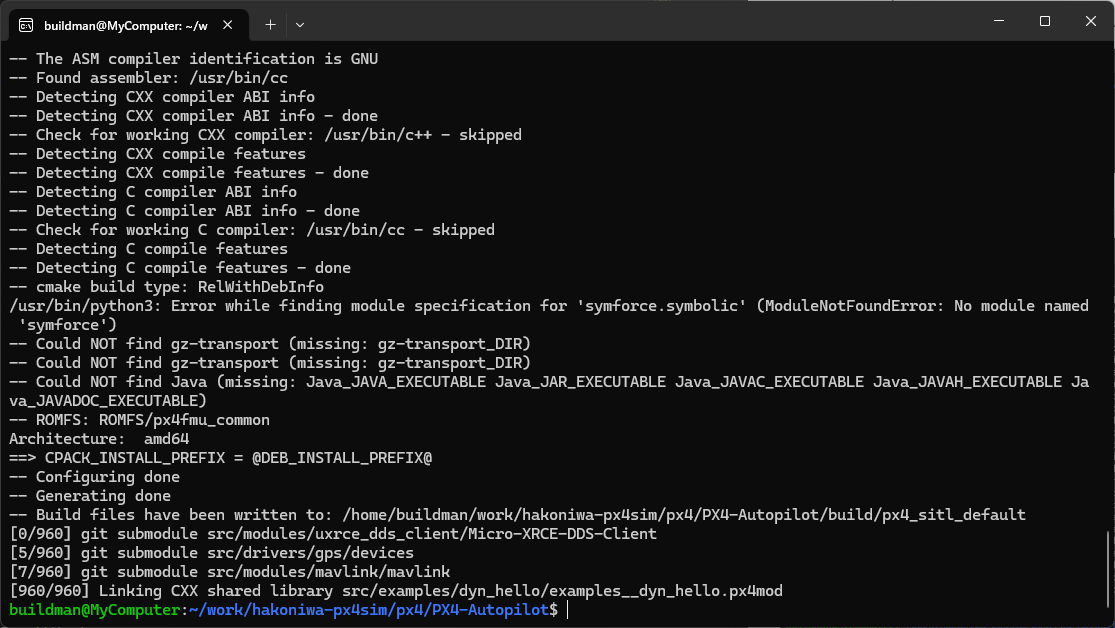 buildman@MyComputer: ~/w
-- The ASM compiler identification is GNU
-- Found assembler: /usr/bin/cc
-- Detecting CXX compiler ABI info
-- Detecting CXX compiler ABI info - done
-- Check for working CXX compiler: /usr/bin/c++ - skipped
-- Detecting CXX compile features
-- Detecting CXX compile features - done
-- Detecting C compiler ABI info
-- Detecting C compiler ABI info - done
-- Check for working C compiler: /usr/bin/cc - skipped
-- Detecting C compile features
-- Detecting C compile features - done
-- cmake build type: RelWithDebInfo
/usr/bin/python3: Error while finding module specification for 'symforce.symbolic' (ModuleNotFoundError: No module named
 'symforce')
-- Could NOT find gz-transport (missing: gz-transport_DIR)
-- Could NOT find gz-transport (missing: gz-transport_DIR)
-- Could NOT find Java (missing: Java_JAVA_EXECUTABLE Java_JAR_EXECUTABLE Java_JAVAC_EXECUTABLE Java_JAVAH_EXECUTABLE Ja
va_JAVADOC_EXECUTABLE)
-- ROMFS: ROMFS/px4fmu_common
Architecture:  amd64
==> CPACK_INSTALL_PREFIX = @DEB_INSTALL_PREFIX@
-- Configuring done
-- Generating done
-- Build files have been written to: /home/buildman/work/hakoniwa-px4sim/px4/PX4-Autopilot/build/px4_sitl_default
[0/960] git submodule src/modules/uxrce_dds_client/Micro-XRCE-DDS-Client
[5/960] git submodule src/drivers/gps/devices
[7/960] git submodule src/modules/mavlink/mavlink
[960/960] Linking CXX shared library src/examples/dyn_hello/examples__dyn_hello.px4mod
buildman@MyComputer:~/work/hakoniwa-px4sim/px4/PX4-Autopilot$